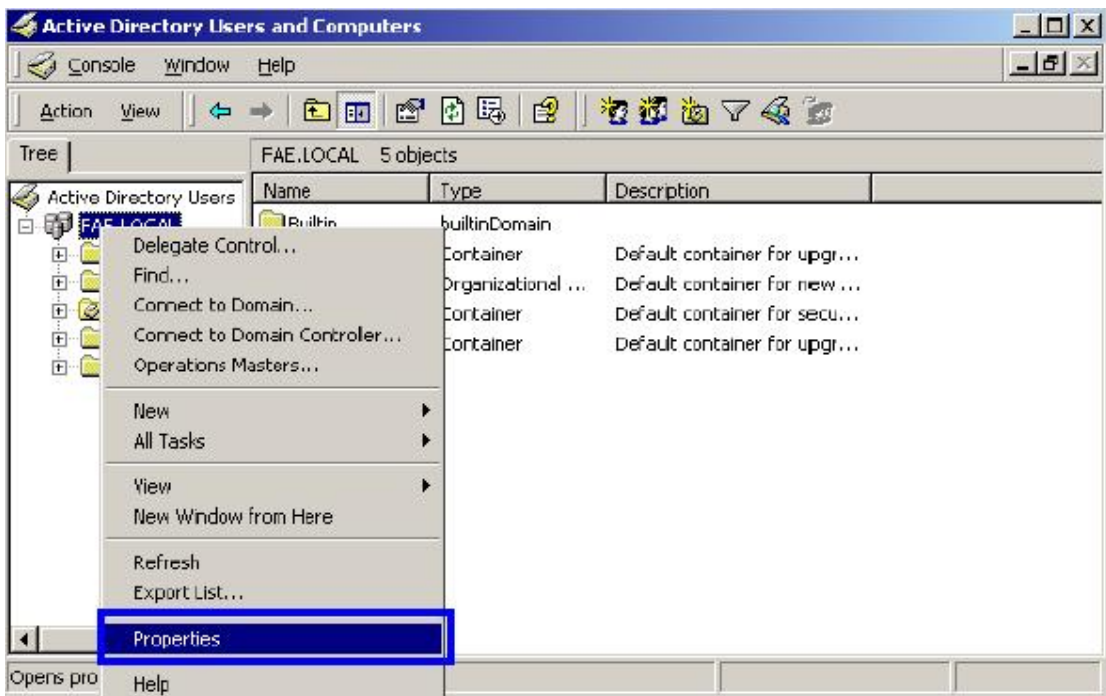 Active Directory Users and Computers
Console Window Help
Action View
Tree
FAE.LOCAL 5 objects
Active Directory Users
Name Type Description
FAE.LOCAL
Builtin builtinDomain
Container Default container for upgr...
Organizational ... Default container for new ...
Container Default container for secu...
Container Default container for upgr...
Delegate Control...
Find...
Connect to Domain...
Connect to Domain Controller...
Operations Masters...
New
All Tasks
View
New Window from Here
Refresh
Export List...
Properties
Help
Opens pro